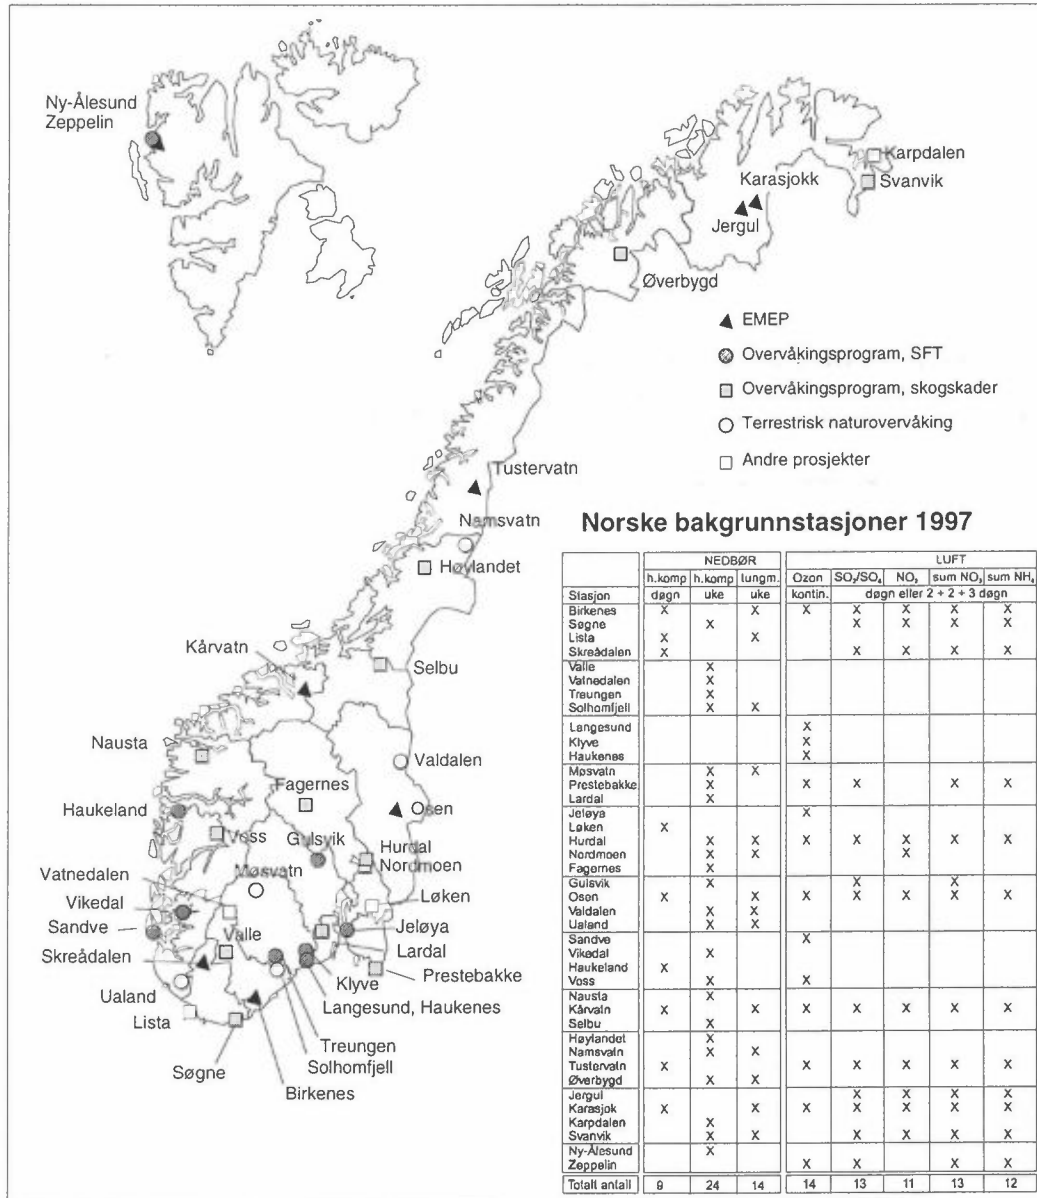 Ny-Ålesund
Zeppelin
Karpdalen
Svanvik
Karasjokk
Jergul
Øverbygd
EMEP
Overvåkingsprogram, SFT
Overvåkingsprogram, skogskader
Terrestrisk naturovervåking
Andre prosjekter
Tustervatn
Namsvatn
Høylandet
Kårvatn
Selbu
Nausta
Valdalen
Fagernes
Haukeland
Osen
Voss
Gulsvik
Hurdal
Nordmoen
Vatnedalen
Møsvatn
Løkken
Vikedal
Sandve
Valle
Jeløya
Skreådalen
Lardal
Klyve
Prestebakke
Ualand
Langesund, Haukenes
Lista
Treungen
Søgne
Solhomfjell
Birkenes
Norske bakgrunnstasjoner 1997
NEDBØR LUFT
h.komp h.komp tungm. Ozon SO₂/SO₄ NO₂ sum NO₃ sum NH₄
Stasjon døgn uke uke kontin. døgn eller 2 + 2 + 3 døgn
Birkenes X X X X X X X
Søgne X X X X X
Lista X X
Skreådalen X X X X X
Valle X
Vatnedalen X
Treungen X
Solhomfjell X X
Langesund X
Klyve X
Haukenes X
Møsvatn X X
Prestebakke X X X X X
Lardal X
Jeløya X
Løken X
Hurdal X X X X X X X
Nordmoen X X X
Fagernes X
Gulsvik X X X
Osen X X X X X X X
Valdalen X X
Ualand X X
Sandve X
Vikedal X
Haukeland X
Voss X X
Nausta X
Kårvatn X X X X X X X
Selbu X
Høylandet X
Namsvatn X X
Tustervatn X X X X X X X
Øverbygd X X
Jergul X X X X
Karasjok X X X X X X X
Karpdalen X
Svanvik X X X X X X
Ny-Ålesund X
Zeppelin X X X X
Totalt antall 9 24 14 14 13 11 13 12